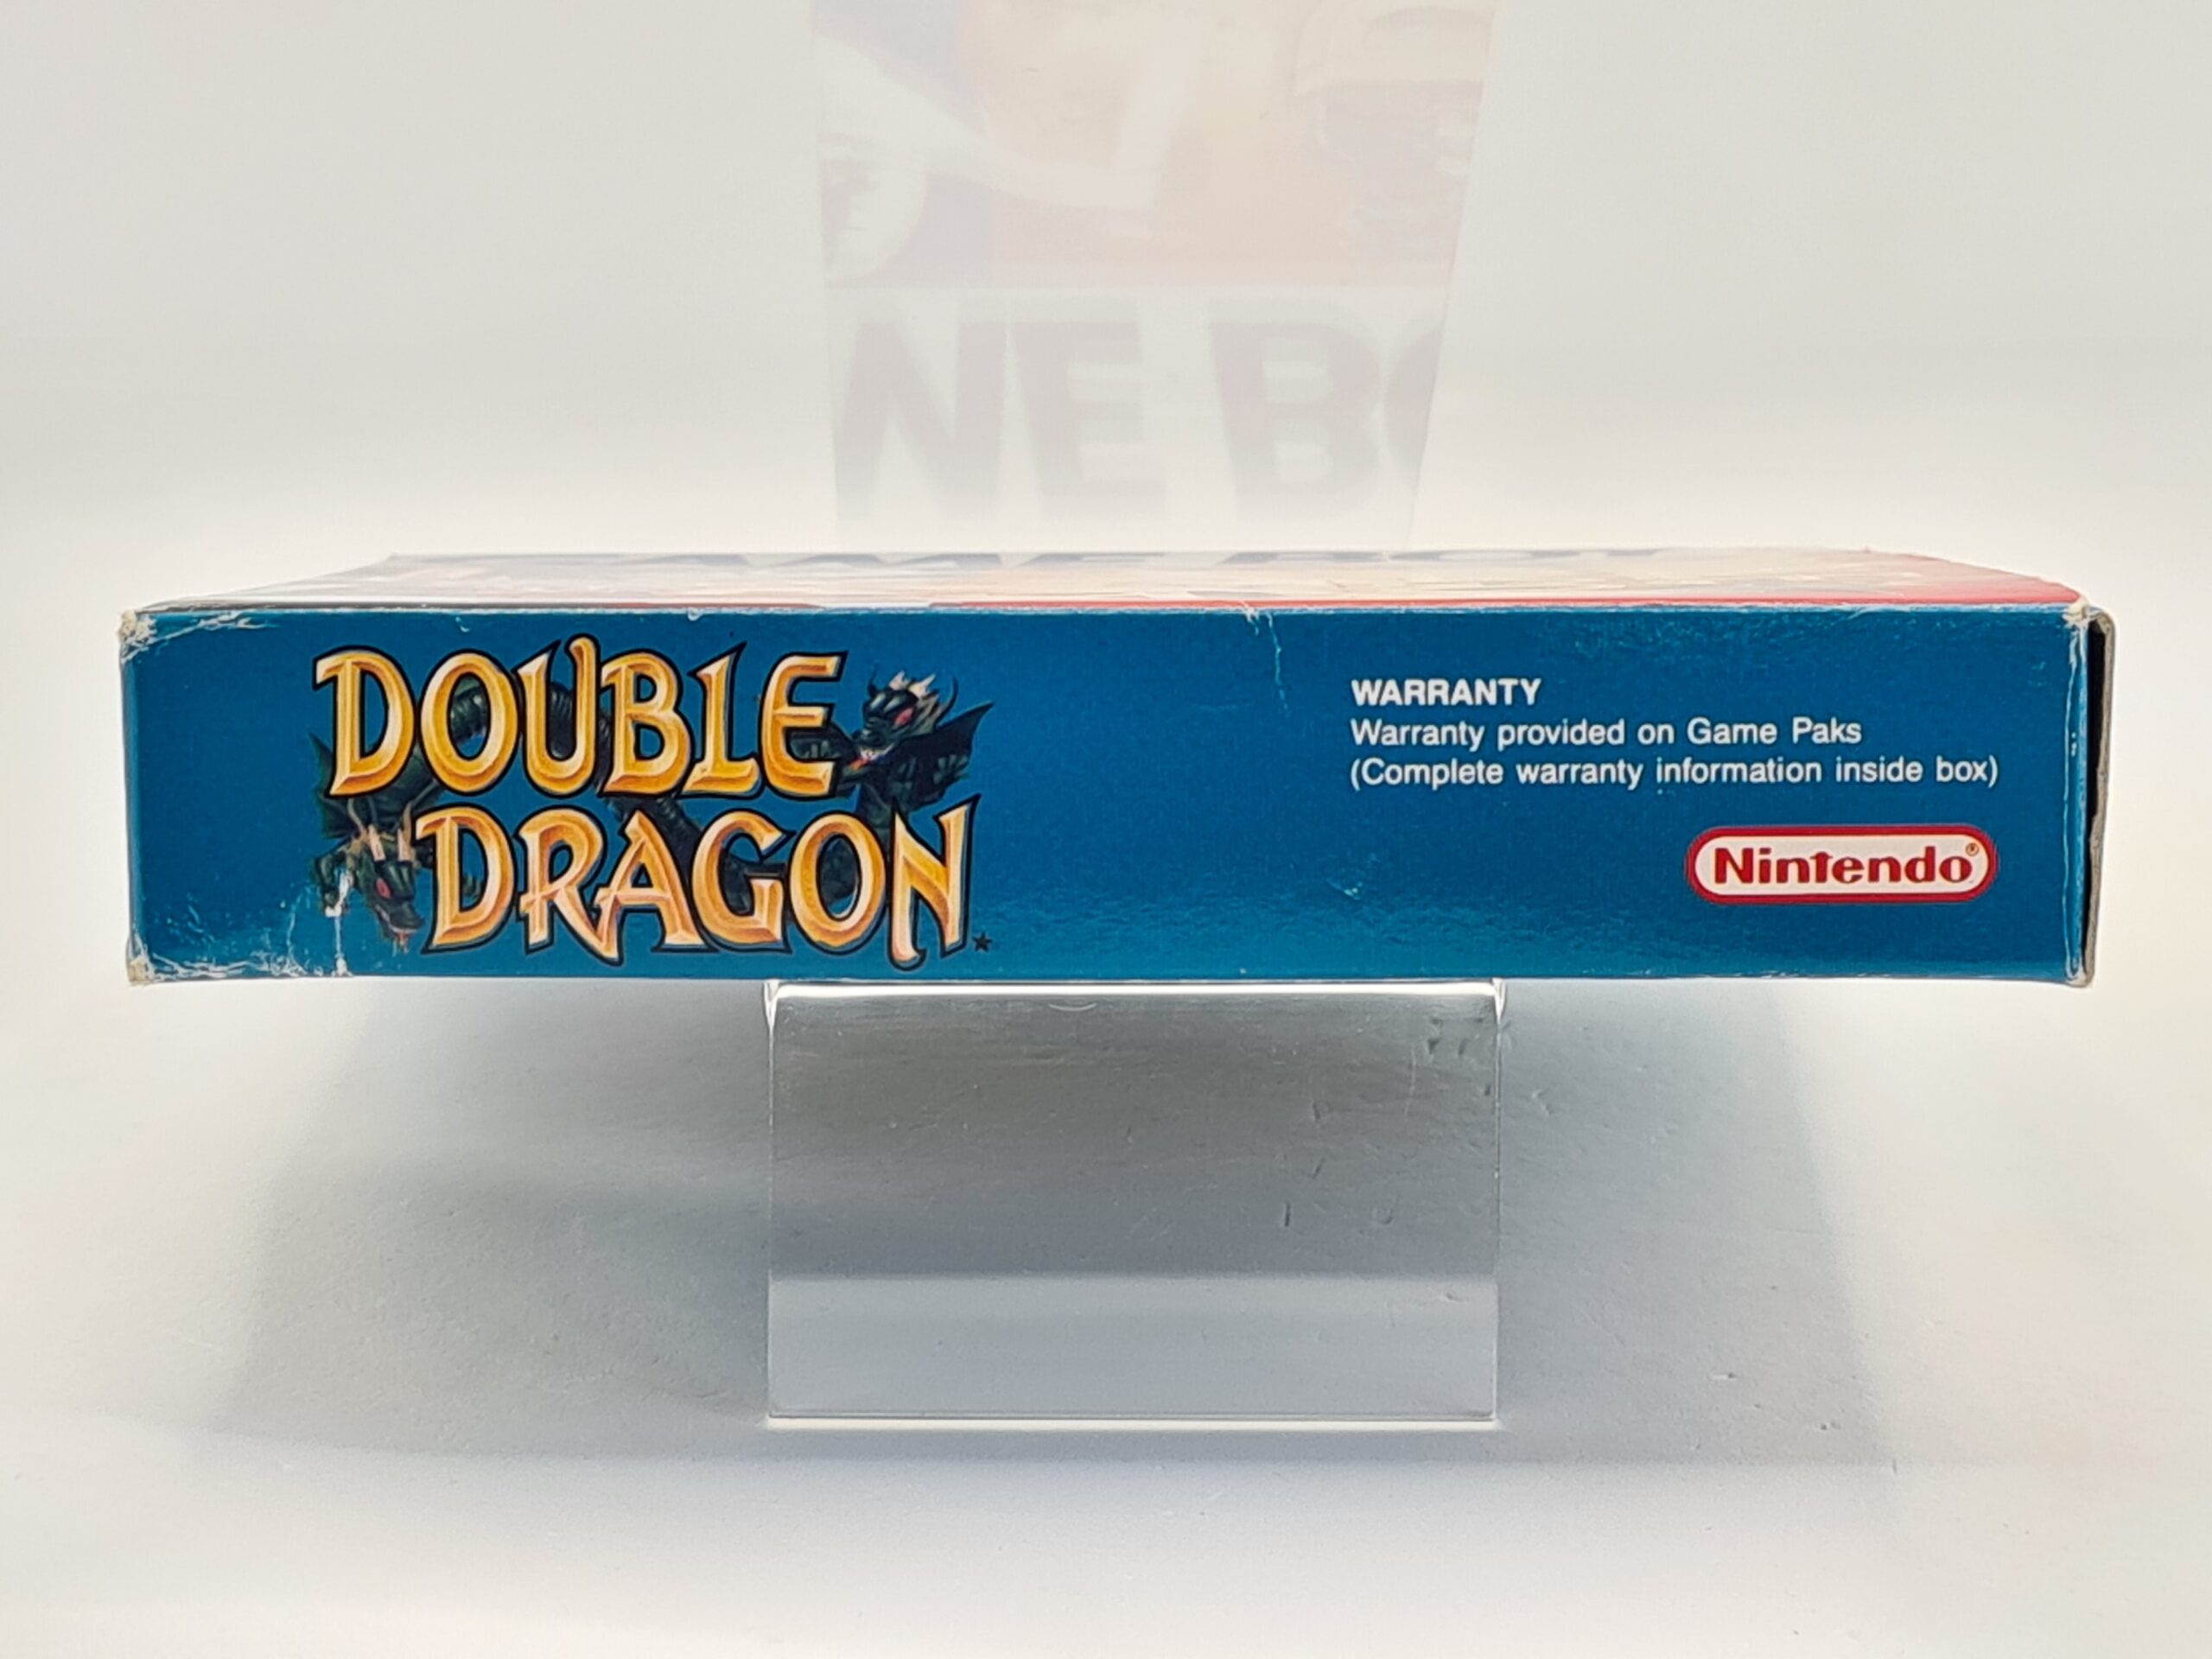 DOUBLE
DRAGON
WARRANTY
Warranty provided on Game Paks
(Complete warranty information inside box)
Nintendo®